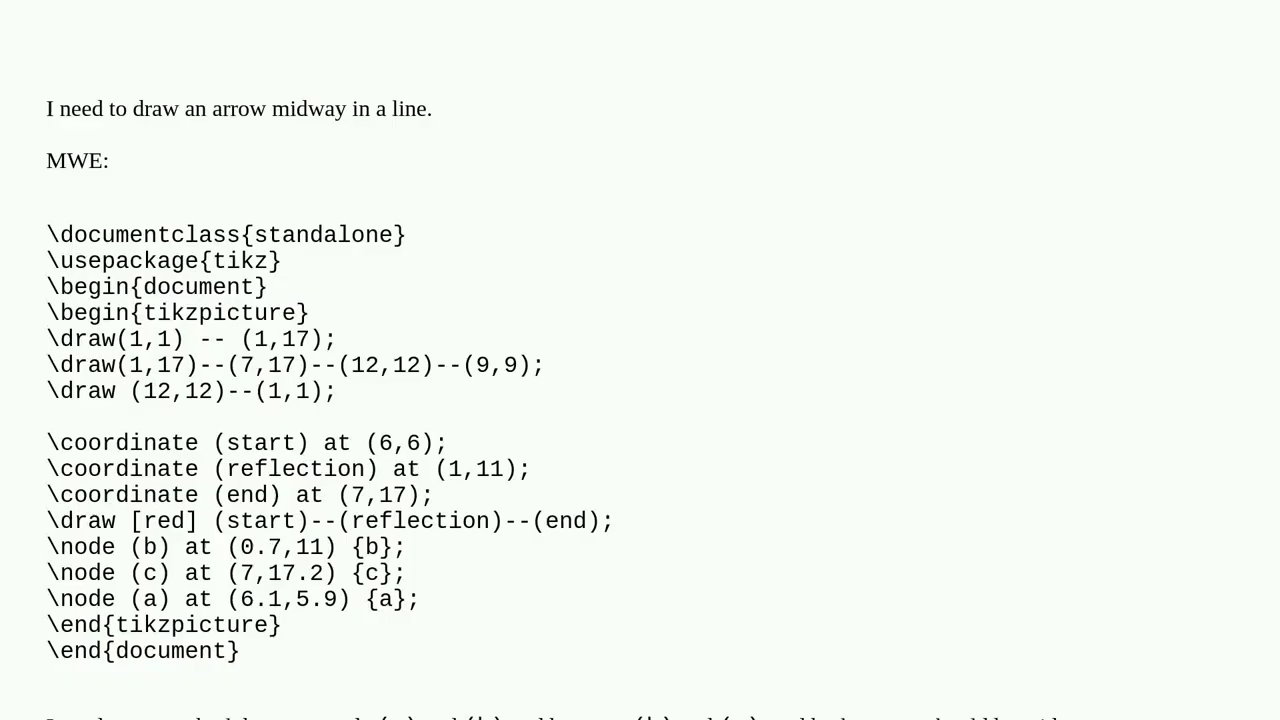 I need to draw an arrow midway in a line.
MWE:
\documentclass{standalone}
\usepackage{tikz}
\begin{document}
\begin{tikzpicture}
\draw(1,1) -- (1,17);
\draw(1,17)--(7,17)--(12,12)--(9,9);
\draw (12,12)--(1,1);
\coordinate (start) at (6,6);
\coordinate (reflection) at (1,11);
\coordinate (end) at (7,17);
\draw [red] (start)--(reflection)--(end);
\node (b) at (0.7,11) {b};
\node (c) at (7,17.2) {c};
\node (a) at (6.1,5.9) {a};
\end{tikzpicture}
\end{document}